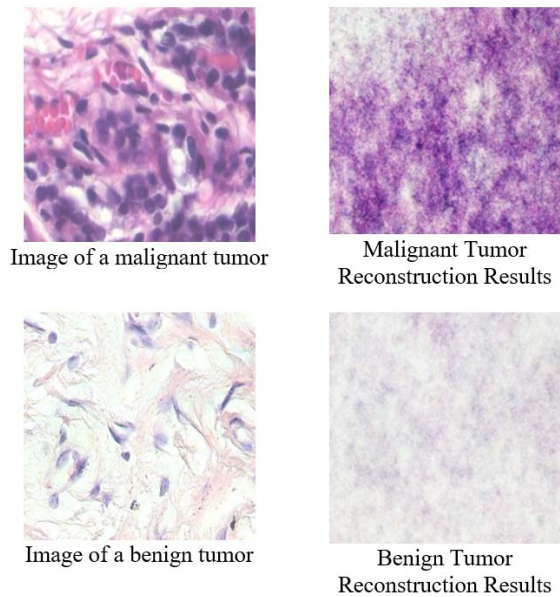 Image of a malignant tumor
Malignant Tumor
Reconstruction Results
Image of a benign tumor
Benign Tumor
Reconstruction Results